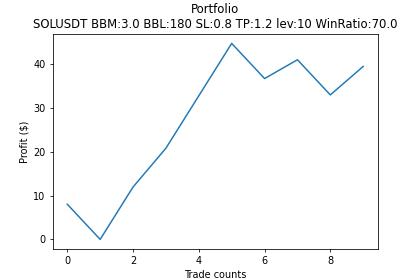 Portfolio
SOLUSDT BBM:3.0 BBL:180 SL:0.8 TP:1.2 lev:10 WinRatio:70.0
Profit ($)
40
30
20
10
0
0 2 4 6 8
Trade counts